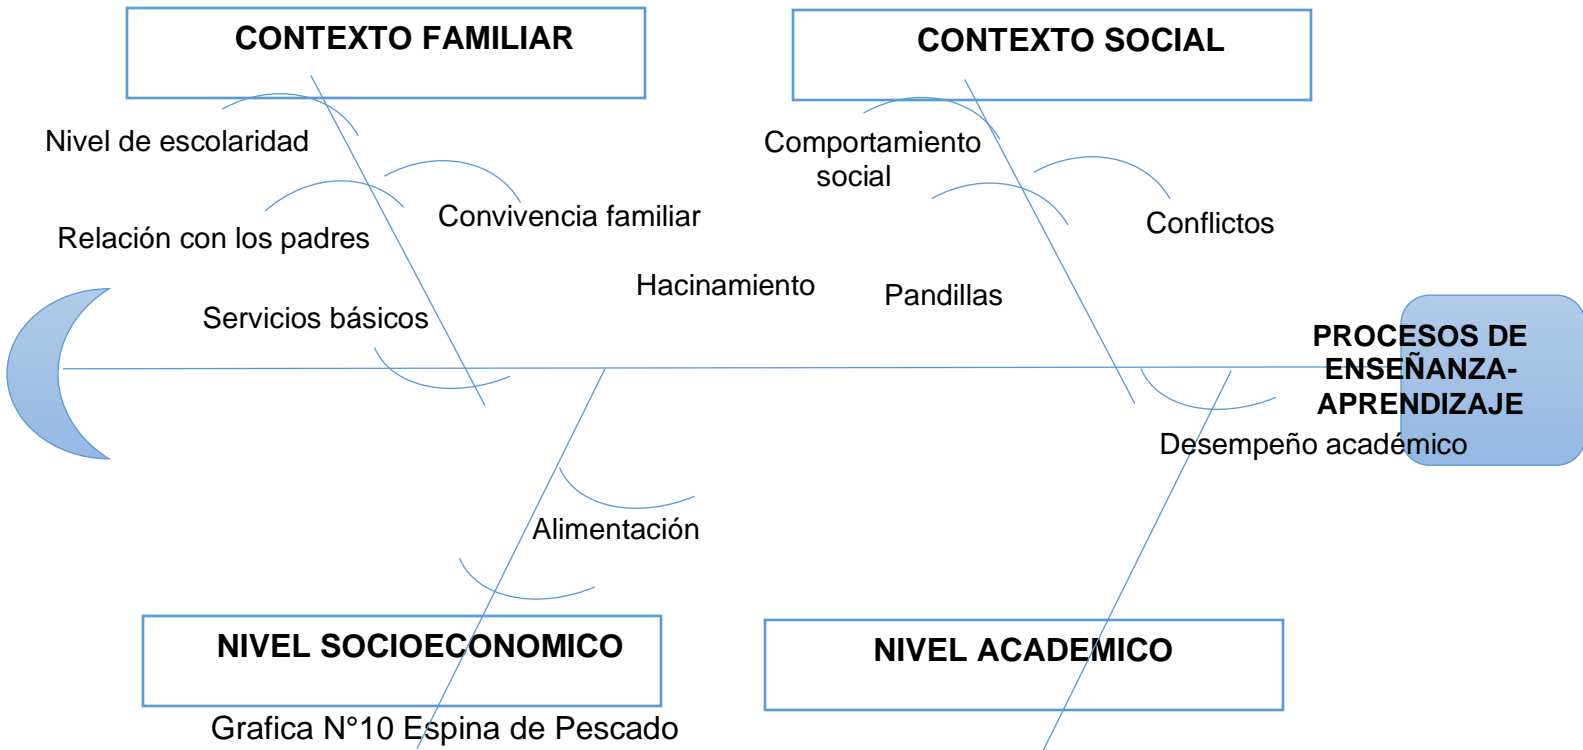 CONTEXTO FAMILIAR
CONTEXTO SOCIAL
Nivel de escolaridad
Comportamiento
social
Relación con los padres
Convivencia familiar
Conflictos
Hacinamiento
Pandillas
Servicios básicos
PROCESOS DE
ENSEÑANZA-
APRENDIZAJE
Desempeño académico
Alimentación
NIVEL SOCIOECONOMICO
NIVEL ACADEMICO
Grafica N°10 Espina de Pescado